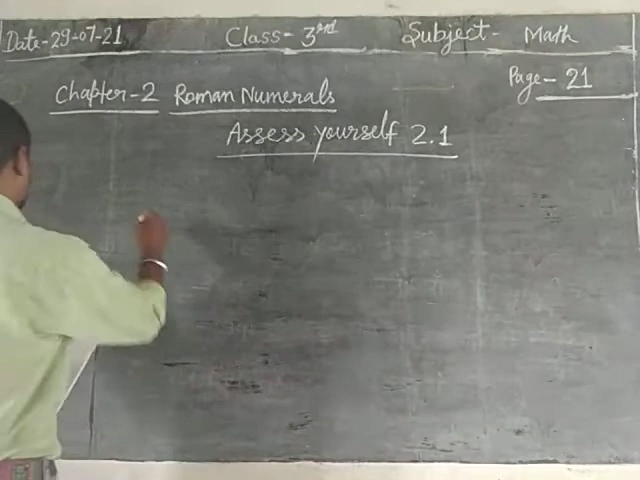 Date-29-07-21 Class-3rd Subject- Math
Page-21
Chapter-2 Roman Numerals
Assess yourself 2.1